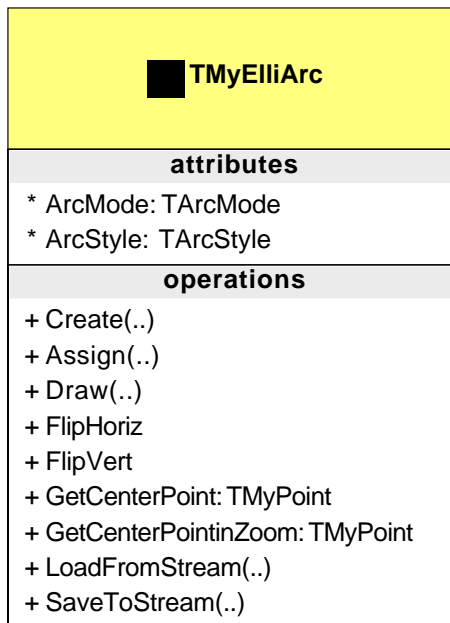 TMyElliArc
attributes
* ArcMode: TArcMode
* ArcStyle: TArcStyle
operations
+ Create(..)
+ Assign(..)
+ Draw(..)
+ FlipHoriz
+ FlipVert
+ GetCenterPoint: TMyPoint
+ GetCenterPointinZoom: TMyPoint
+ LoadFromStream(..)
+ SaveToStream(..)